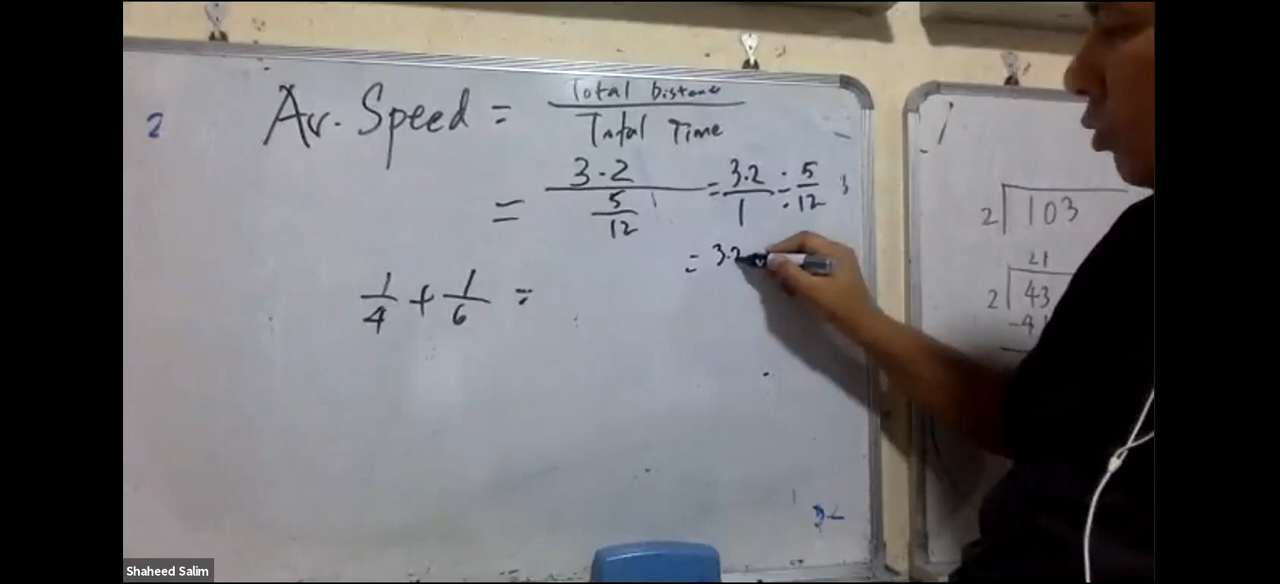 2
Av. Speed = Total Distance / Total Time
= 3.2 / (5/12) = 3.2/1 ÷ 5/12
= 3.2
1/4 + 1/6 =
2 103
21
2 43
Shaheed Salim